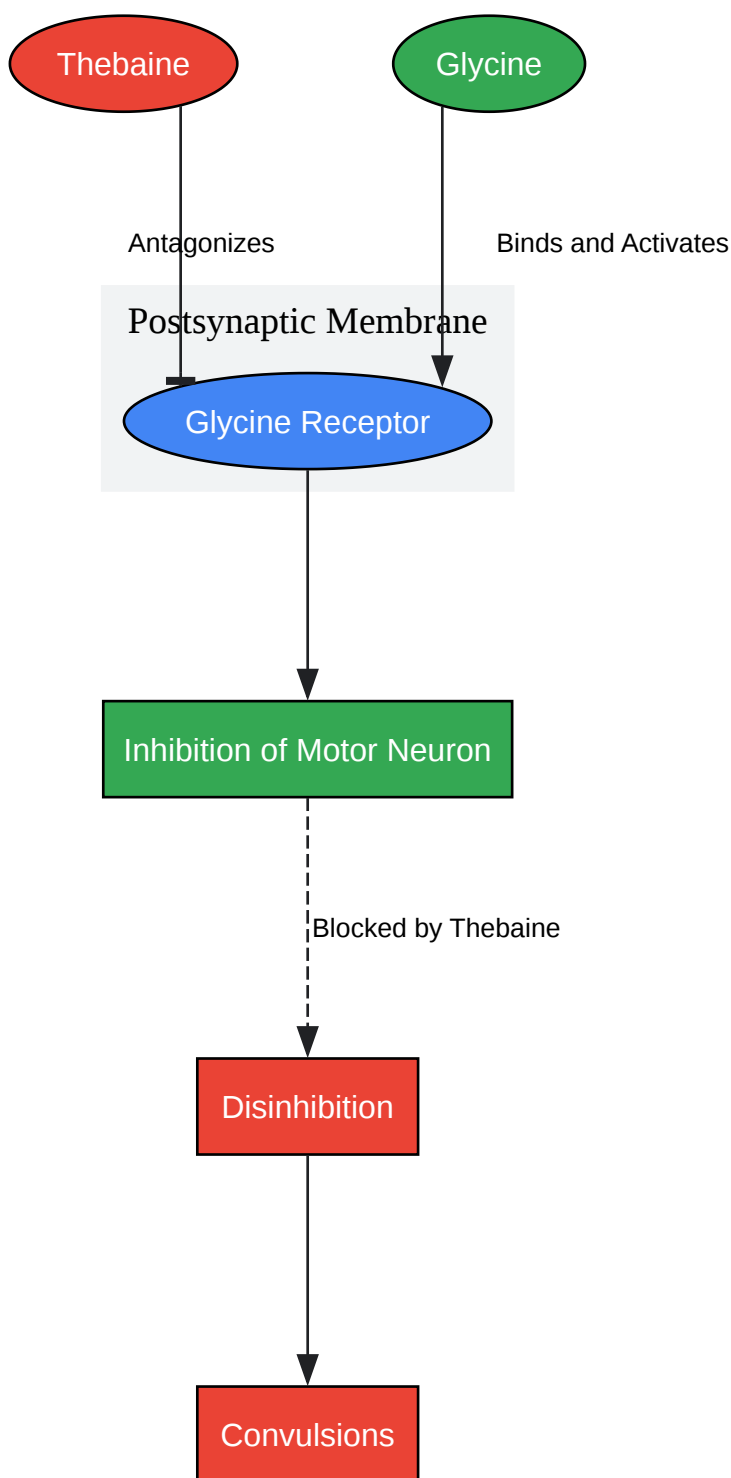 Thebaine
Glycine
Antagonizes
Binds and Activates
Postsynaptic Membrane
Glycine Receptor
Inhibition of Motor Neuron
Blocked by Thebaine
Disinhibition
Convulsions